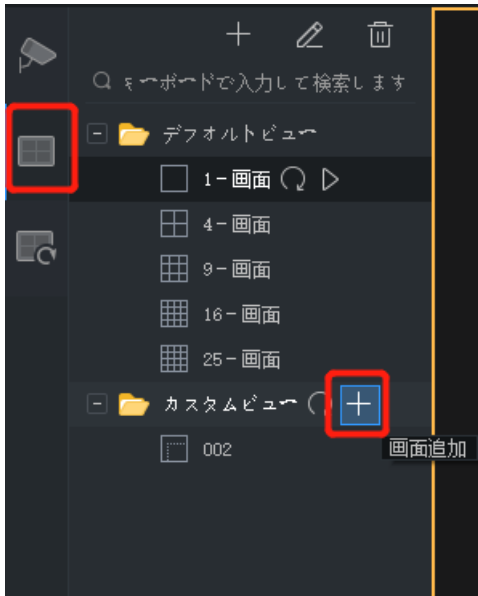 キーボードで入力して検索します
デフォルトビュー
1-画面
4-画面
9-画面
16-画面
25-画面
カスタムビュー
画面追加
002